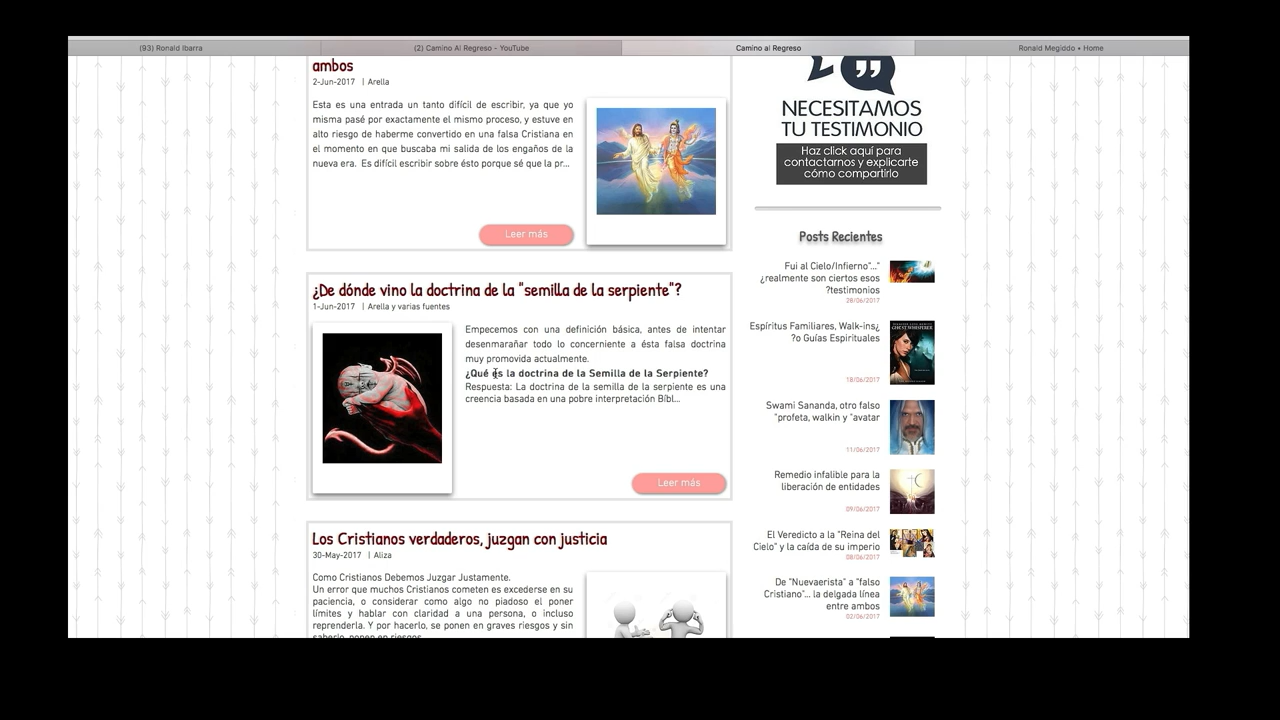 (93) Ronald Ibarra
(2) Camino Al Regreso - YouTube
Camino al Regreso
Ronald Megiddo • Home
ambos
2-Jun-2017 | Arella
Esta es una entrada un tanto difícil de escribir, ya que yo
misma pasé por exactamente el mismo proceso, y estuve en
alto riesgo de haberme convertido en una falsa Cristiana en
el momento en que buscaba mi salida de los engaños de la
nueva era. Es difícil escribir sobre ésto porque sé que la pr...
Leer más
¿De dónde vino la doctrina de la "semilla de la serpiente"?
1-Jun-2017 | Arella y varias fuentes
Empecemos con una definición básica, antes de intentar
desenmarañar todo lo concerniente a ésta falsa doctrina
muy promovida actualmente.
¿Qué es la doctrina de la Semilla de la Serpiente?
Respuesta: La doctrina de la semilla de la serpiente es una
creencia basada en una pobre interpretación Bíbl...
Leer más
Los Cristianos verdaderos, juzgan con justicia
30-May-2017 | Aliza
Como Cristianos Debemos Juzgar Justamente.
Un error que muchos Cristianos cometen es excederse en su
paciencia, o considerar como algo no piadoso el poner
límites y hablar con claridad a una persona, o incluso
reprenderla. Y por hacerlo, se ponen en graves riesgos y sin
saberlo, ponen en riesgos
NECESITAMOS
TU TESTIMONIO
Haz click aquí para
contactarnos y explicarte
cómo compartirlo
Posts Recientes
Fui al Cielo/Infierno"..."
¿realmente son ciertos esos
?testimonios
28/06/2017
Espíritus Familiares, Walk-ins¿
?o Guías Espirituales
18/06/2017
Swami Sananda, otro falso
"profeta, walkin y "avatar
11/06/2017
Remedio infalible para la
liberación de entidades
09/06/2017
El Veredicto a la "Reina del
Cielo" y la caída de su imperio
08/06/2017
De "Nuevaerista" a "falso
Cristiano"... la delgada línea
entre ambos
02/06/2017